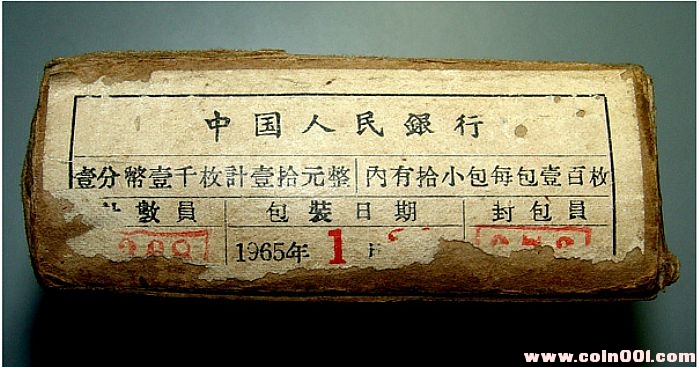 中国人民銀行
壹分幣壹千枚計壹拾元整 內有拾小包每包壹百枚
數員 包裝日期 封包員
1965年 1
www.coin001.com